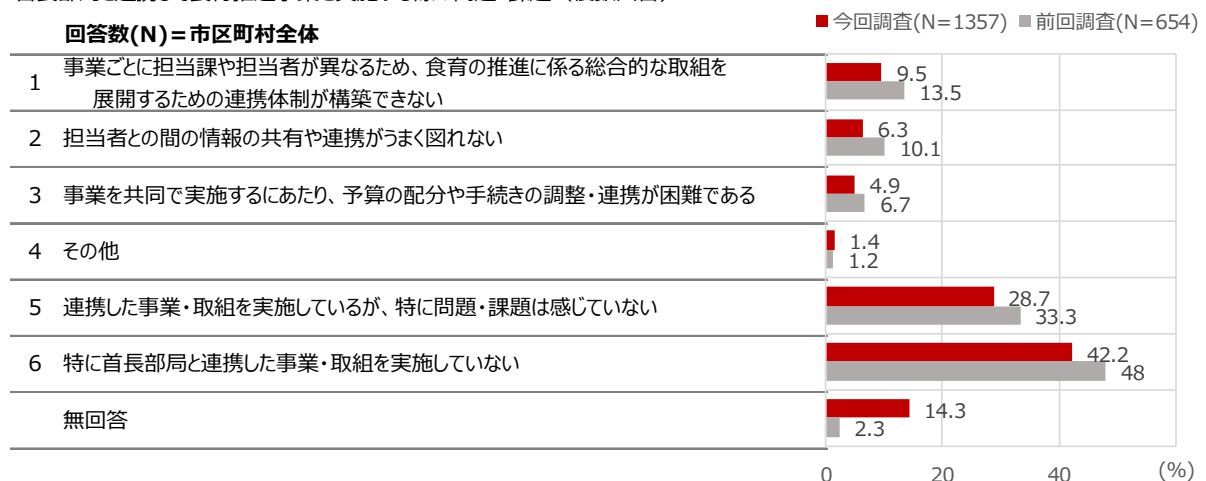 ■今回調査(N=1357) ■前回調査(N=654)
回答数(N)=市区町村全体
1 事業ごとに担当課や担当者が異なるため、食育の推進に係る総合的な取組を
展開するための連携体制が構築できない
9.5
13.5
2 担当者との間の情報の共有や連携がうまく図れない
6.3
10.1
3 事業を共同で実施するにあたり、予算の配分や手続きの調整・連携が困難である
4.9
6.7
4 その他
1.4
1.2
5 連携した事業・取組を実施しているが、特に問題・課題は感じていない
28.7
33.3
6 特に首長部局と連携した事業・取組を実施していない
42.2
48
無回答
14.3
2.3
0 20 40 (%)